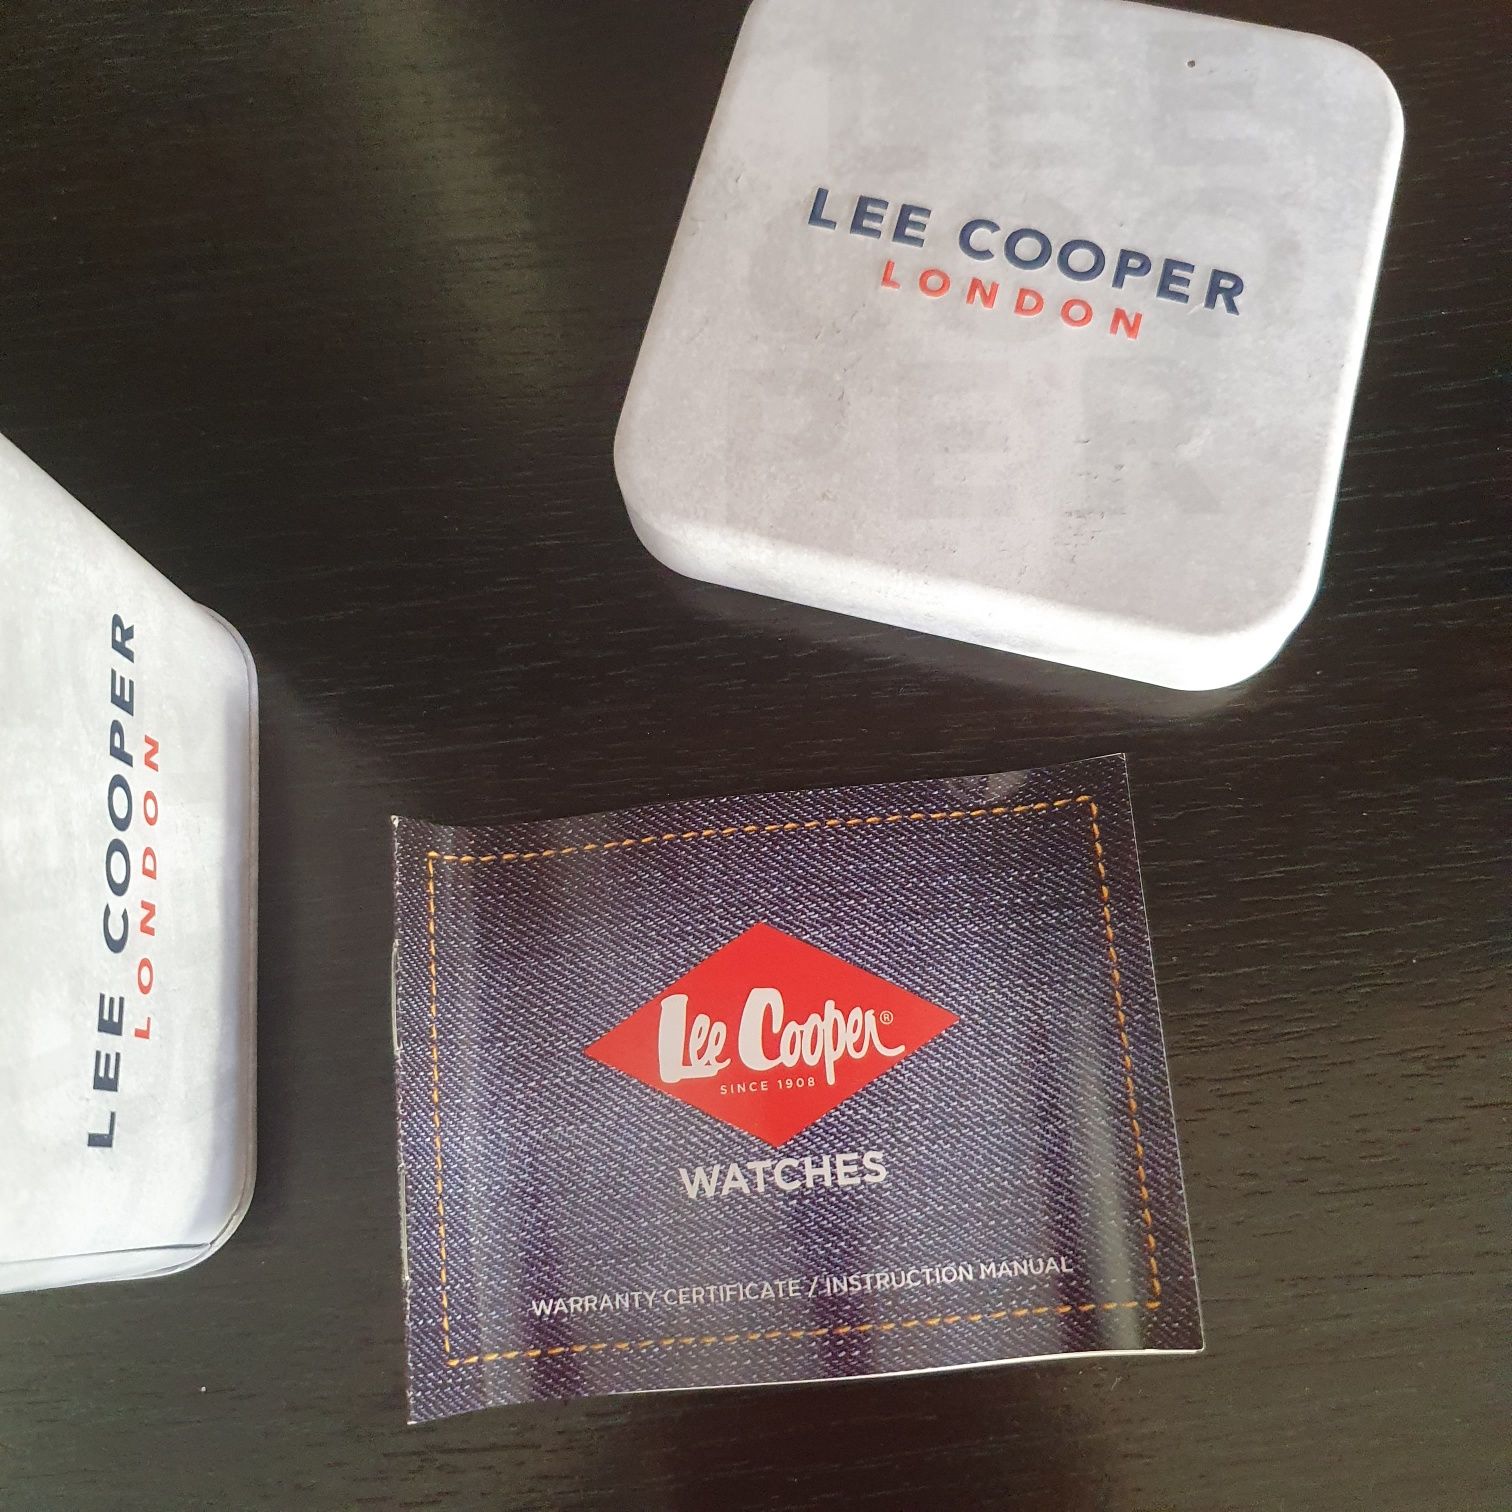 LEE COOPER
LONDON
LEE COOPER
LONDON
Lee Cooper®
SINCE 1908
WATCHES
WARRANTY CERTIFICATE / INSTRUCTION MANUAL